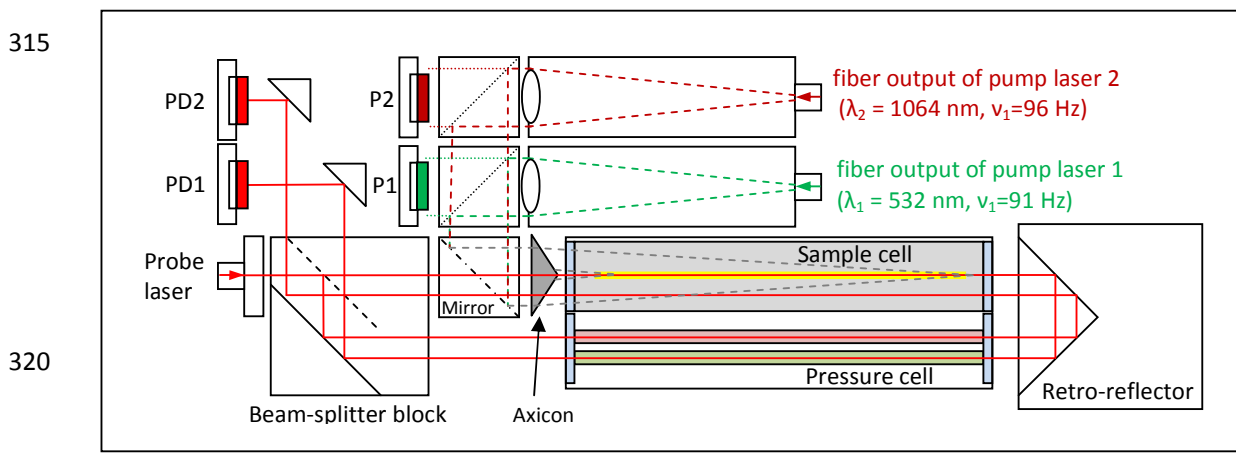 315
PD2
P2
fiber output of pump laser 2
(λ₂ = 1064 nm, ν₁=96 Hz)
PD1
P1
fiber output of pump laser 1
(λ₁ = 532 nm, ν₁=91 Hz)
Probe
laser
Sample cell
Mirror
320
Pressure cell
Retro-reflector
Beam-splitter block
Axicon